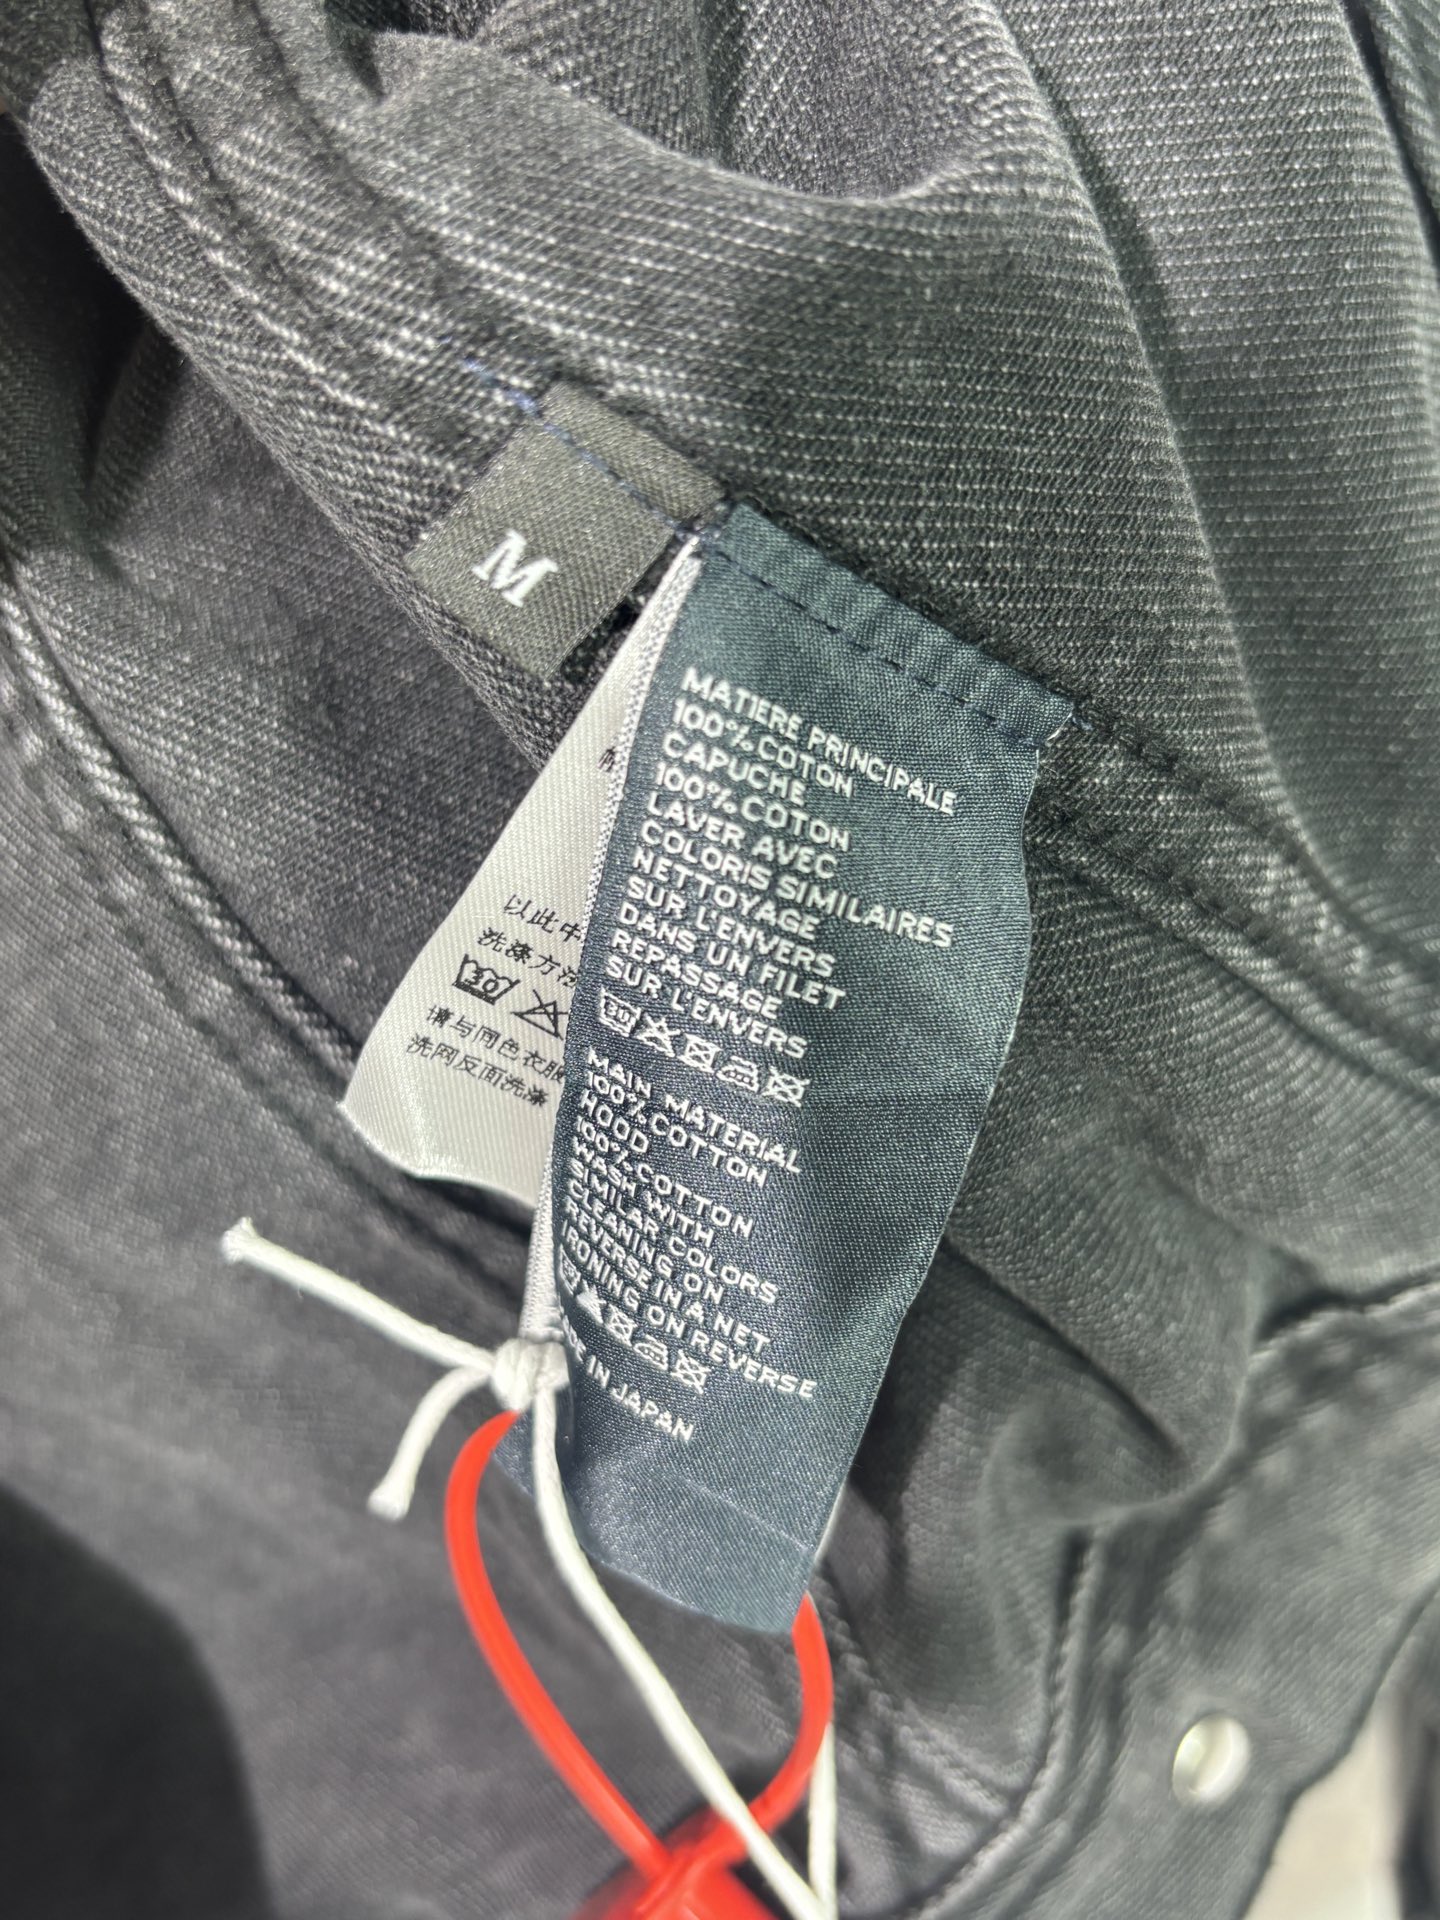 M
MATIÈRE PRINCIPALE
100% COTON
CAPUCHE
100% COTON
LAVER AVEC
COLORIS SIMILAIRES
NETTOYAGE
SUR L'ENVERS
DANS UN FILET
REPASSAGE
SUR L'ENVERS
30
MAIN MATERIAL
100% COTTON
HOOD
100% COTTON
WASH WITH
SIMILAR COLORS
CLEANING ON
REVERSE IN A NET
IRONING ON REVERSE
IN JAPAN
以此中
洗涤方法
30
请与同色衣服
洗网反面洗涤